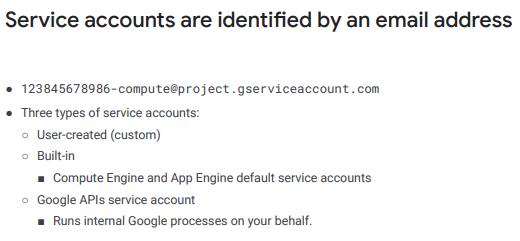 Service accounts are identified by an email address
● 123845678986-compute@project.gserviceaccount.com
● Three types of service accounts:
○ User-created (custom)
○ Built-in
■ Compute Engine and App Engine default service accounts
○ Google APIs service account
■ Runs internal Google processes on your behalf.